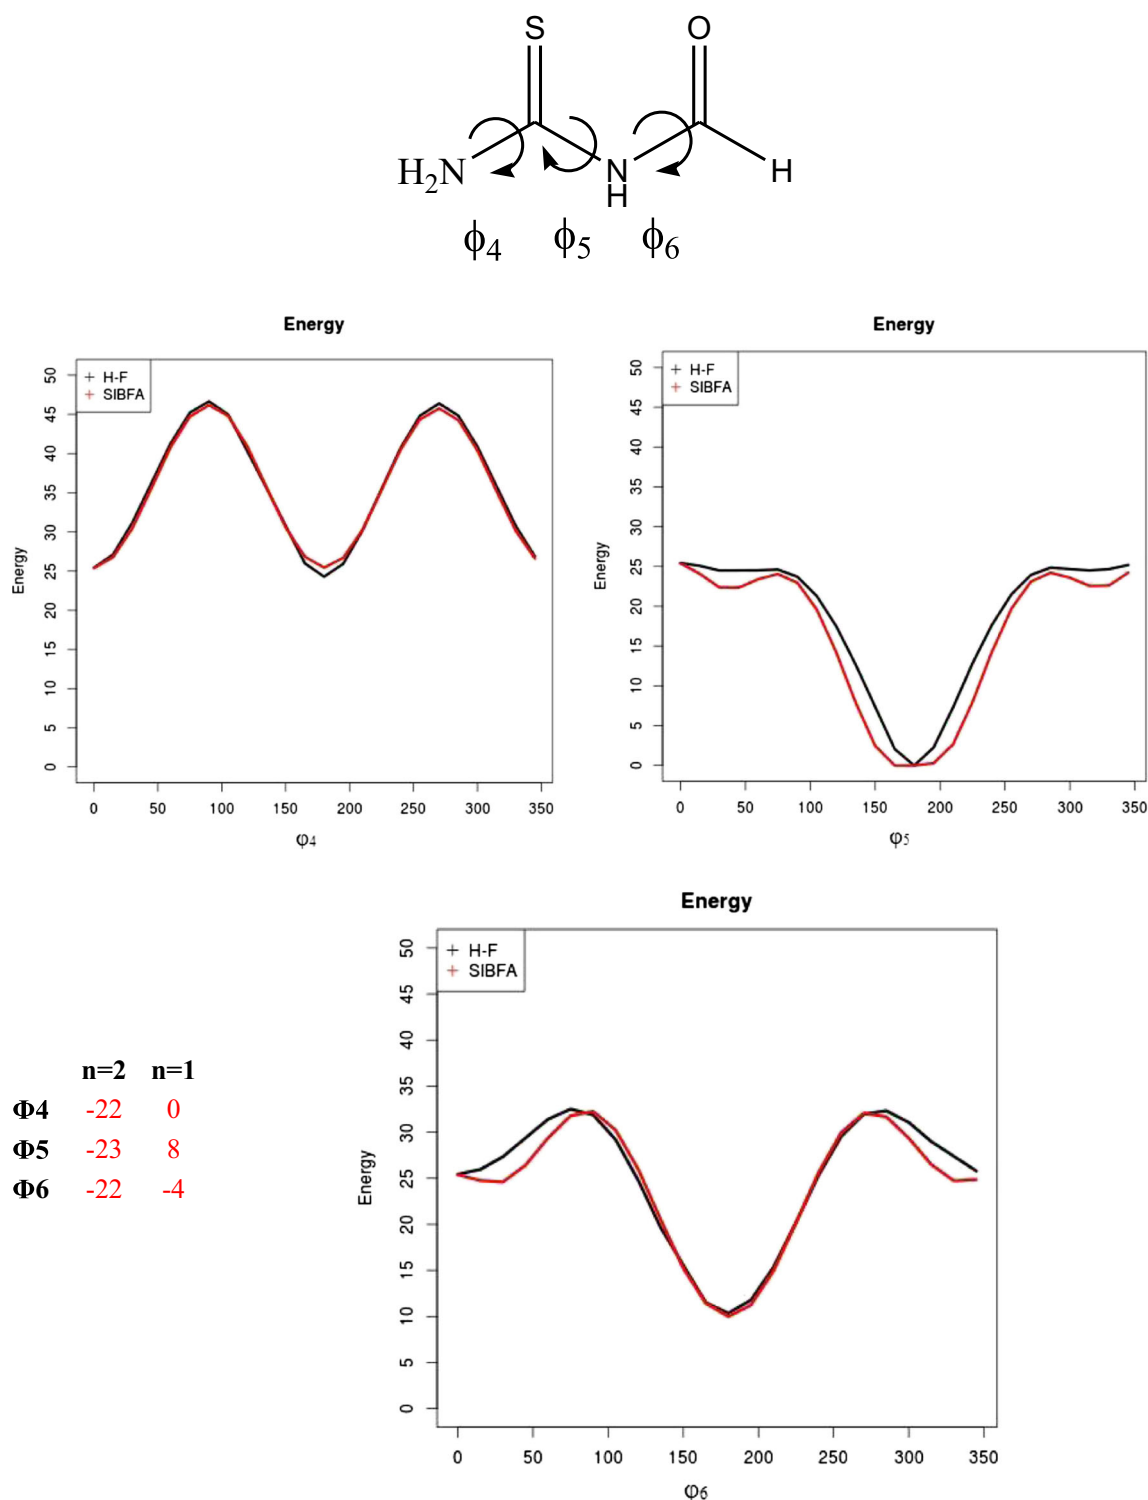 S
O
H₂N
N
H
H
ϕ₄
ϕ₅
ϕ₆
Energy
H-F
SIBFA
Energy
0
5
10
15
20
25
30
35
40
45
50
0
50
100
150
200
250
300
350
φ₄
Energy
H-F
SIBFA
Energy
0
5
10
15
20
25
30
35
40
45
50
0
50
100
150
200
250
300
350
φ₅
n=2 n=1
Φ4 -22 0
Φ5 -23 8
Φ6 -22 -4
Energy
H-F
SIBFA
Energy
0
5
10
15
20
25
30
35
40
45
50
0
50
100
150
200
250
300
350
φ₆